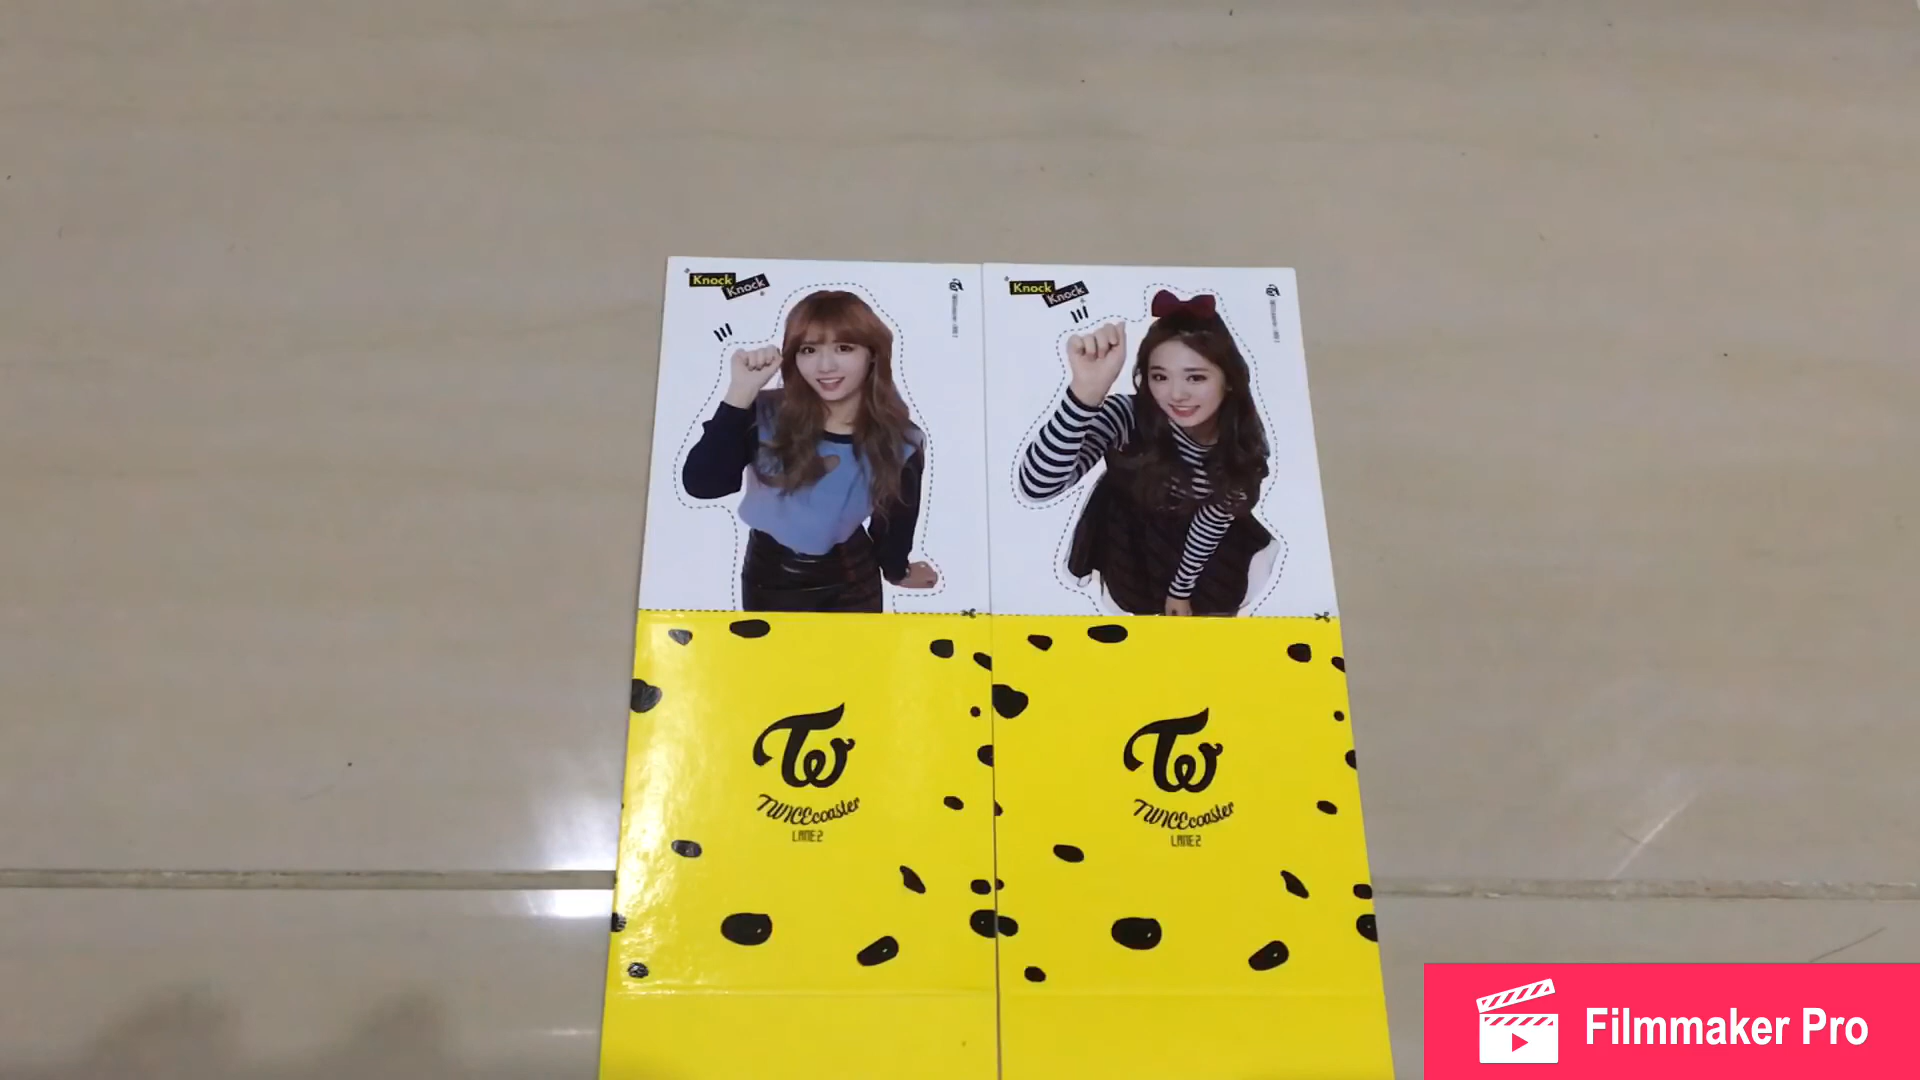 Knock
Knock
Knock
Knock
TWICEcoaster
LANE2
TWICEcoaster
LANE2
Filmmaker Pro